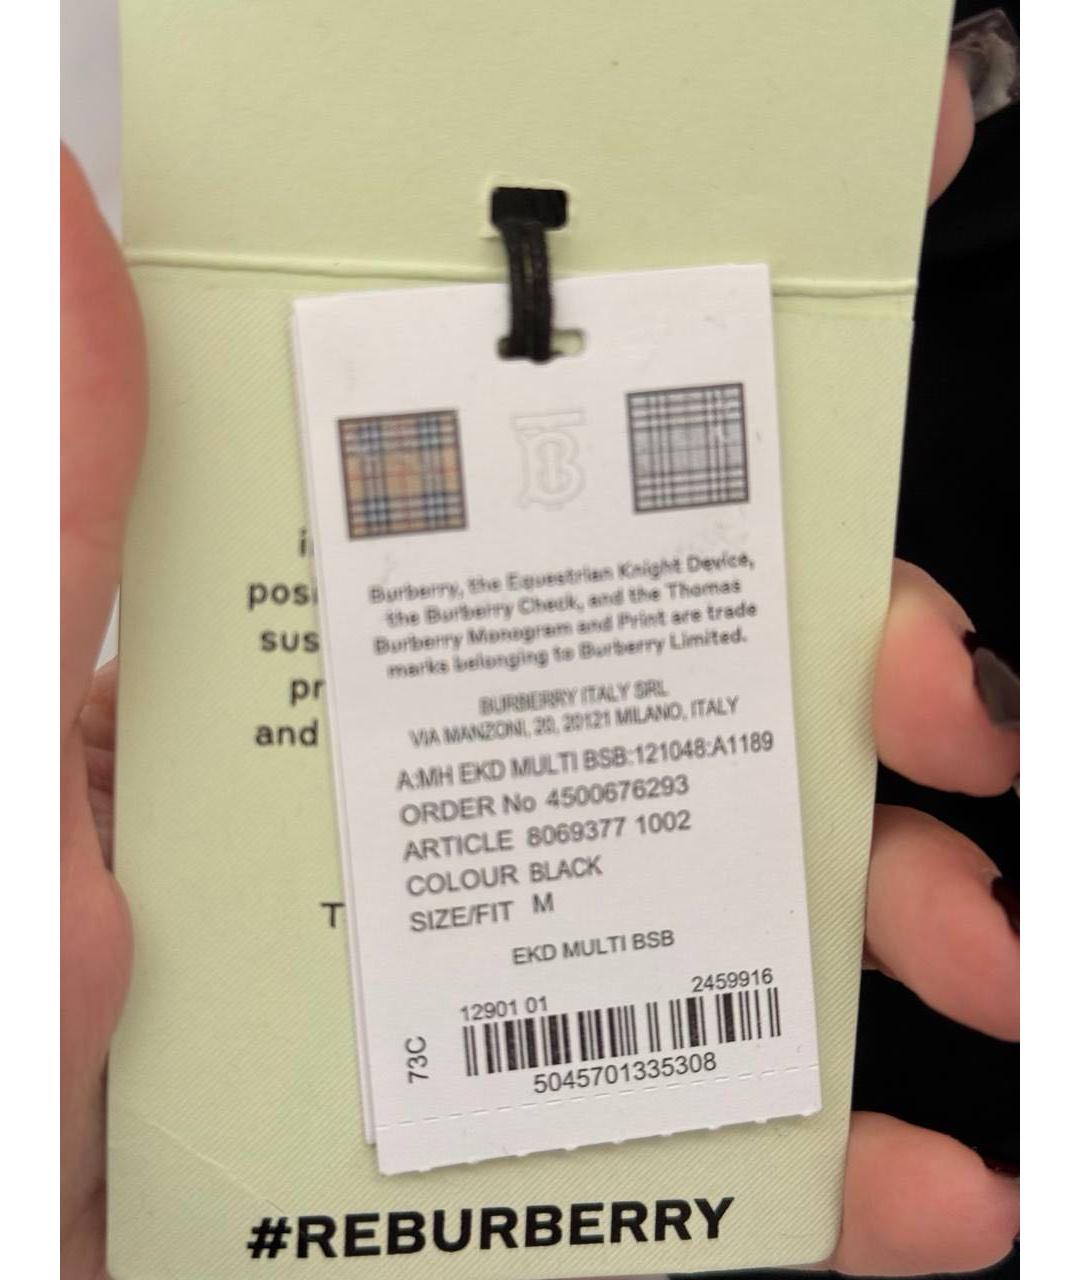 posi
sus
pr
and
T
Burberry, the Equestrian Knight Device,
the Burberry Check, and the Thomas
Burberry Monogram and Print are trade
marks belonging to Burberry Limited.
BURBERRY ITALY SRL
VIA MANZONI, 20, 20121 MILANO, ITALY
A:MH EKD MULTI BSB:121048:A1189
ORDER No 4500676293
ARTICLE 8069377 1002
COLOUR BLACK
SIZE/FIT M
EKD MULTI BSB
12901 01 2459916
73C
5045701335308
#REBURBERRY